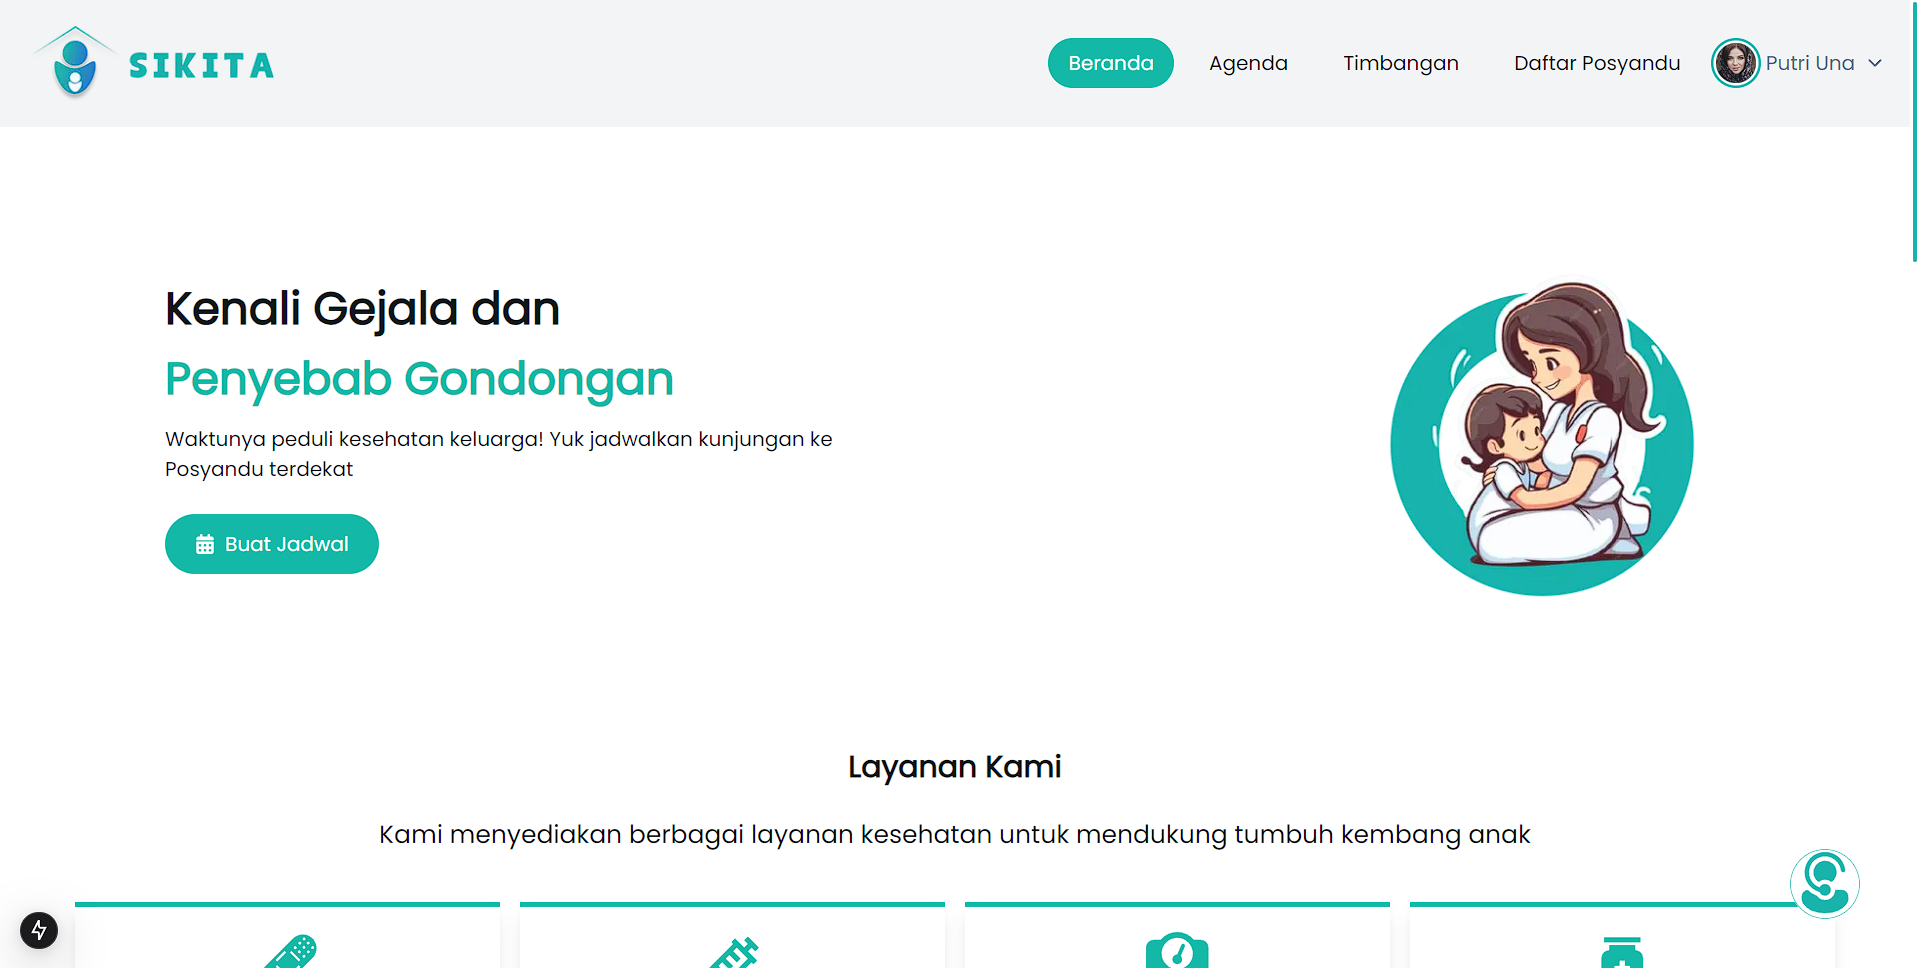 SIKITA
Beranda
Agenda
Timbangan
Daftar Posyandu
Putri Una
Kenali Gejala dan
Penyebab Gondongan
Waktunya peduli kesehatan keluarga! Yuk jadwalkan kunjungan ke
Posyandu terdekat
Buat Jadwal
Layanan Kami
Kami menyediakan berbagai layanan kesehatan untuk mendukung tumbuh kembang anak